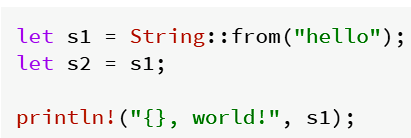 let s1 = String::from("hello");
let s2 = s1;
println!("{}, world!", s1);